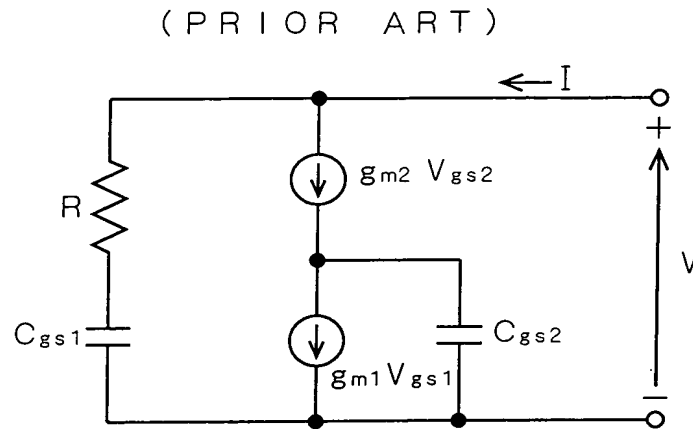 (PRIOR ART)
I
+
gm2 Vgs2
R
V
Cgs1
Cgs2
gm1Vgs1
−